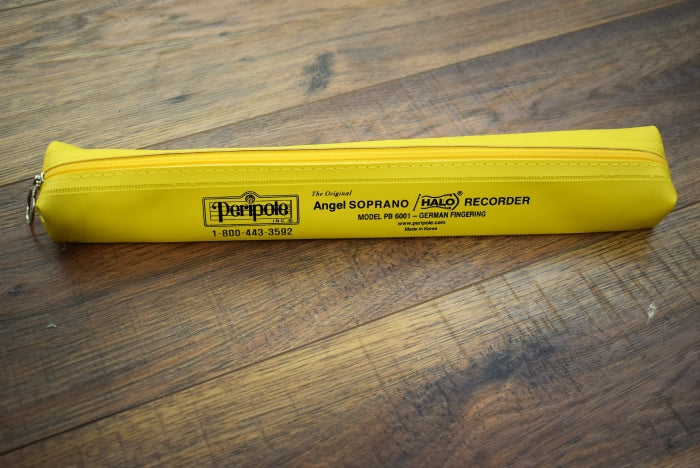 Peripole
INC.®
1-800-443-3592
The Original
Angel SOPRANO HALO® RECORDER
MODEL PB 6001 – GERMAN FINGERING
www.peripole.com
Made in Korea